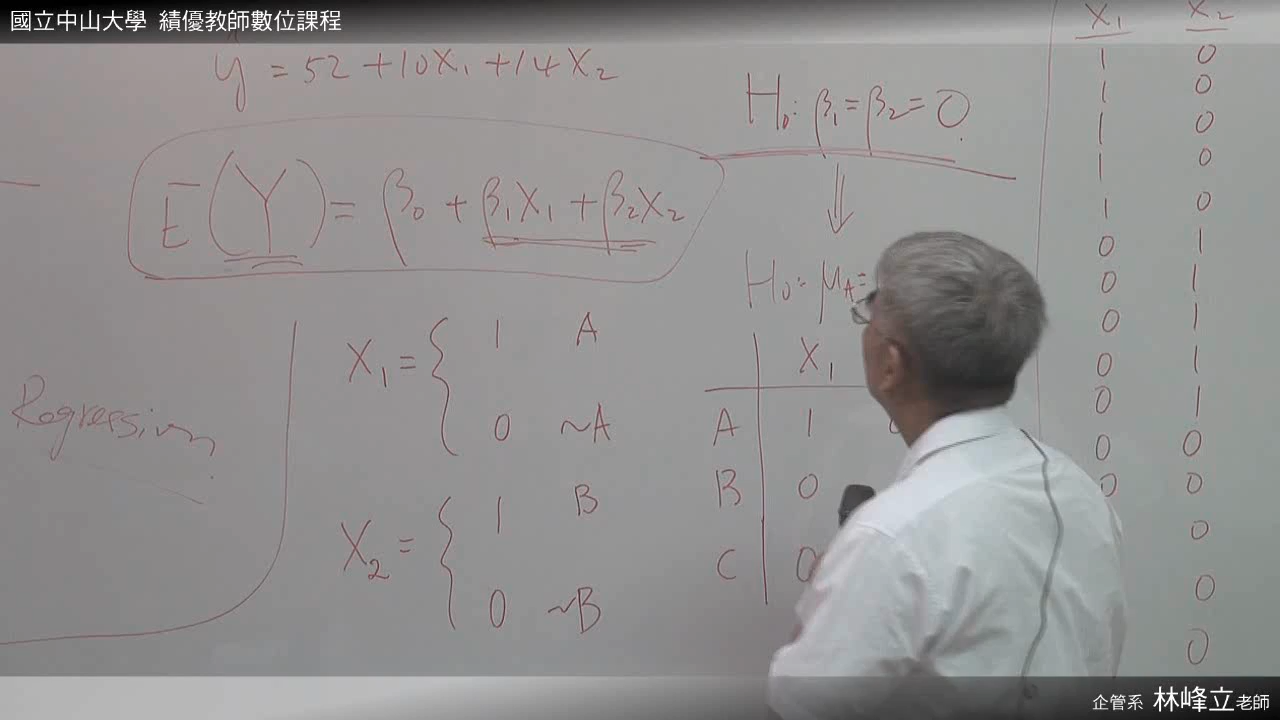 國立中山大學 績優教師數位課程
ŷ = 52 + 10X₁ + 14X₂
E(Y) = β₀ + β₁X₁ + β₂X₂
Regression
X₁ = { 1 A
0 ~A
X₂ = { 1 B
0 ~B
H₀: β₁ = β₂ = 0
⇓
H₀: μA =
X₁
A 1
B 0
C 0
X₁ X₂
1 0
1 0
1 0
1 0
1 0
0 1
0 1
0 1
0 1
0 1
0 0
0 0
0
0
0
企管系 林峰立老師